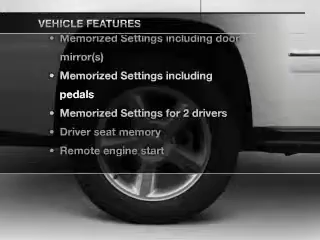 VEHICLE FEATURES
• Memorized Settings including door
mirror(s)
• Memorized Settings including
pedals
• Memorized Settings for 2 drivers
• Driver seat memory
• Remote engine start